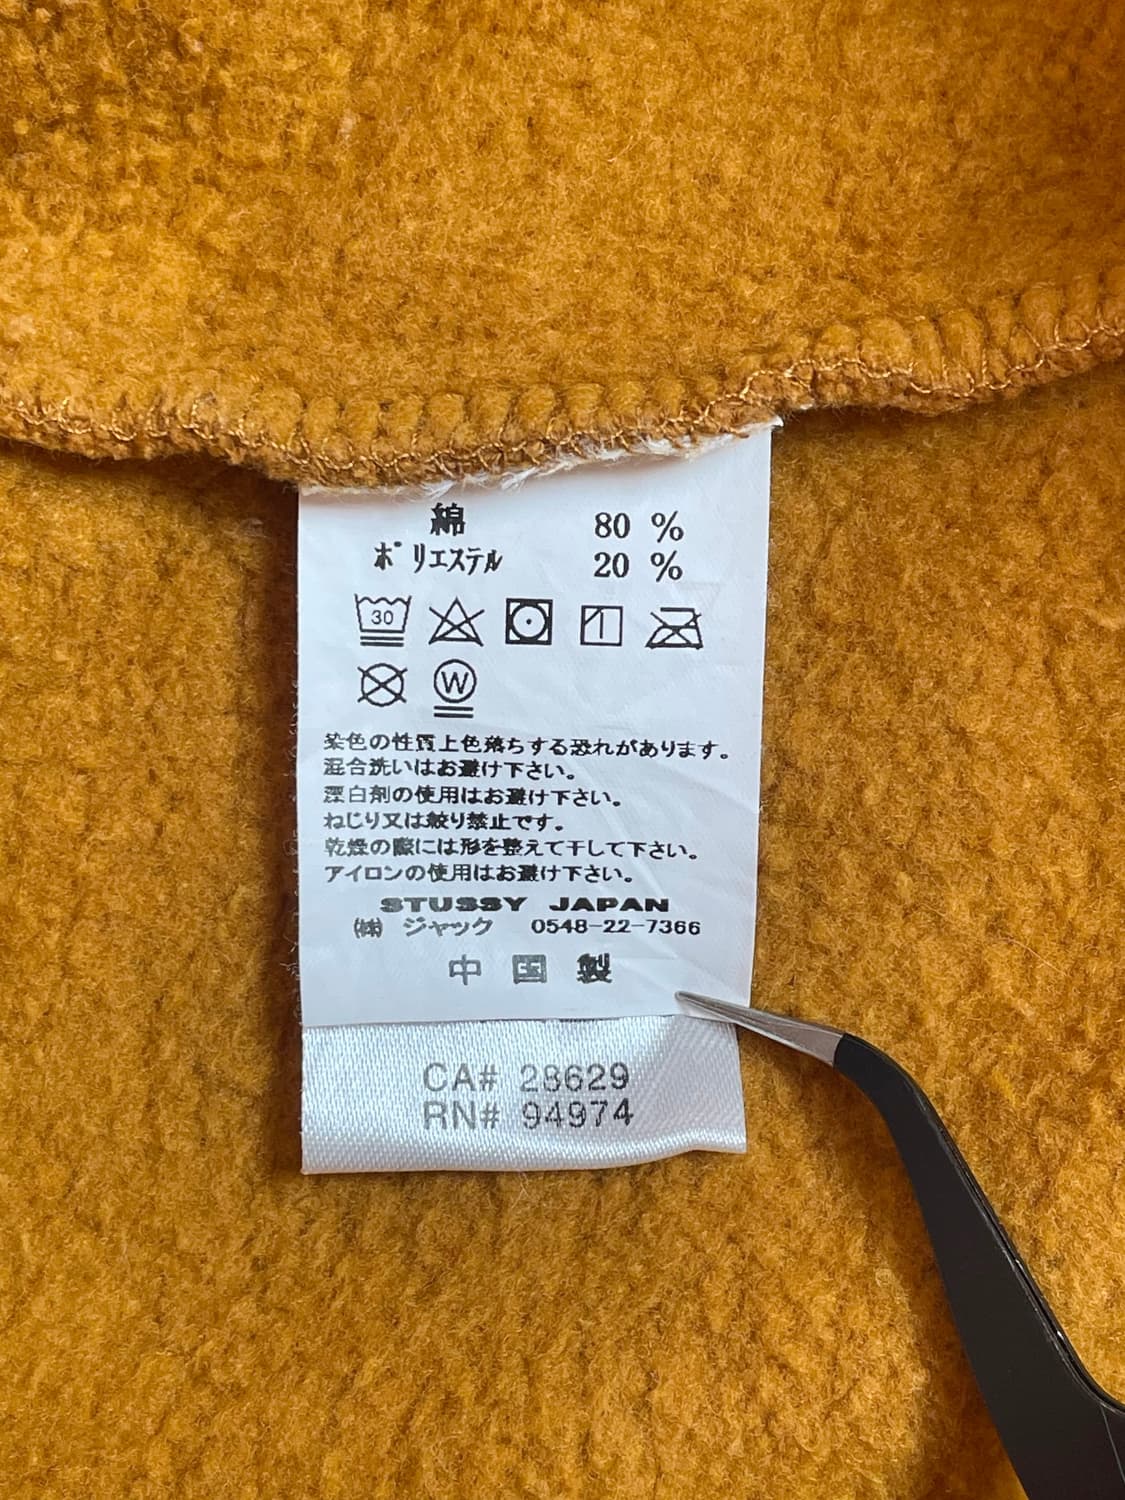 綿 80 %
ポリエステル 20 %
30
W
染色の性質上色落ちする恐れがあります。
混合洗いはお避け下さい。
漂白剤の使用はお避け下さい。
ねじり又は絞り禁止です。
乾燥の際には形を整えて干して下さい。
アイロンの使用はお避け下さい。
STUSSY JAPAN
㈱ ジャック 0548-22-7366
中国製
CA# 28629
RN# 94974